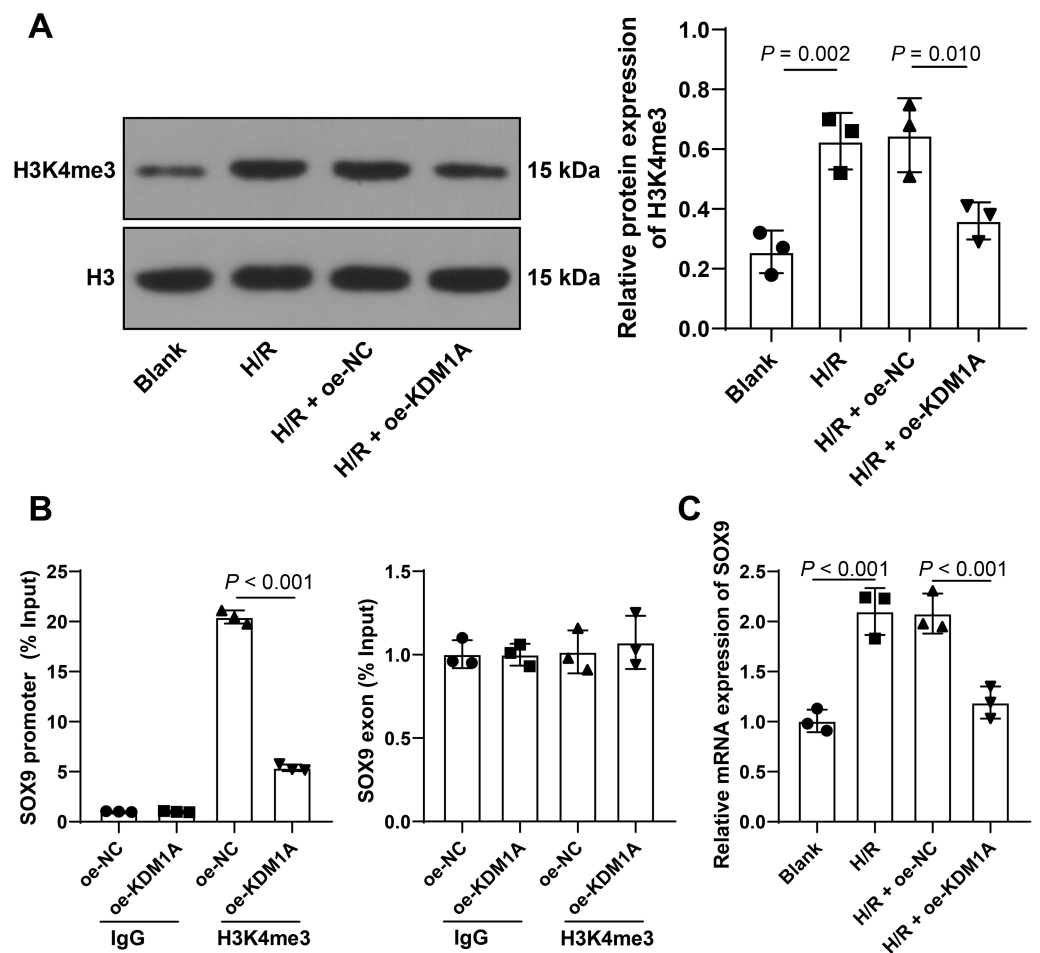 A
H3K4me3
15 kDa
H3
15 kDa
Blank
H/R
H/R + oe-NC
H/R + oe-KDM1A
Relative protein expression
of H3K4me3
1.0
0.8
0.6
0.4
0.2
0.0
P = 0.002
P = 0.010
Blank
H/R
H/R + oe-NC
H/R + oe-KDM1A
B
SOX9 promoter (% Input)
25
20
15
10
5
0
P < 0.001
oe-NC
oe-KDM1A
oe-NC
oe-KDM1A
IgG
H3K4me3
SOX9 exon (% Input)
1.5
1.0
0.5
0.0
oe-NC
oe-KDM1A
oe-NC
oe-KDM1A
IgG
H3K4me3
C
Relative mRNA expression of SOX9
2.5
2.0
1.5
1.0
0.5
0.0
P < 0.001
P < 0.001
Blank
H/R
H/R + oe-NC
H/R + oe-KDM1A